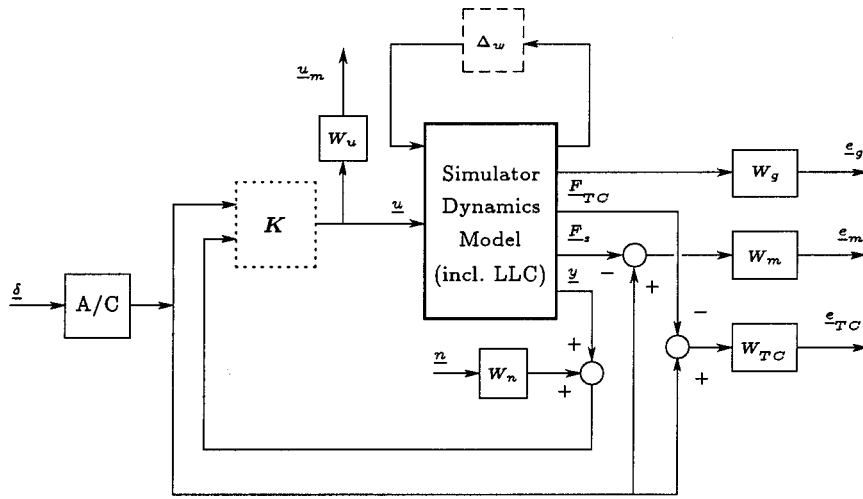 Δ_w
u_m
W_u
K
u
Simulator
Dynamics
Model
(incl. LLC)
F_TC
F_s
y
W_g
e_g
W_m
e_m
−
+
−
W_TC
e_TC
+
δ
A/C
n
W_n
+
+